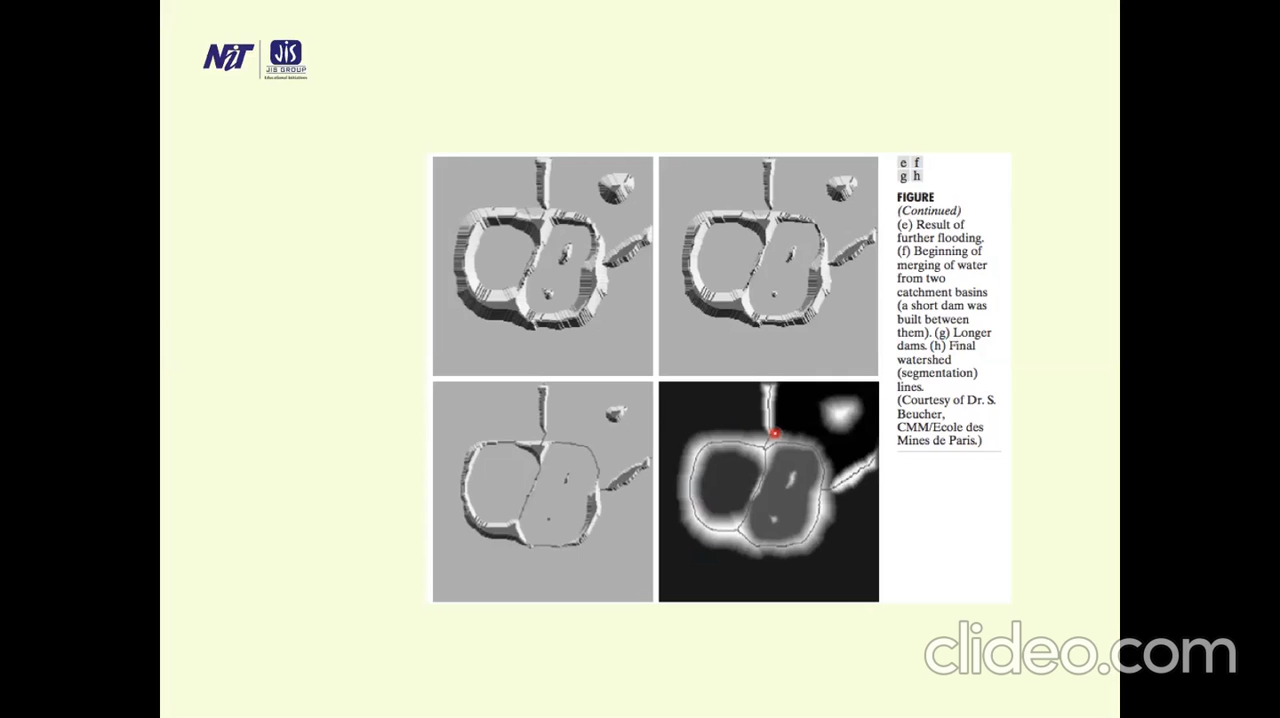 NiT
JIS
JIS GROUP
Educational Initiatives
e f
g h
FIGURE
(Continued)
(e) Result of
further flooding.
(f) Beginning of
merging of water
from two
catchment basins
(a short dam was
built between
them). (g) Longer
dams. (h) Final
watershed
(segmentation)
lines.
(Courtesy of Dr. S.
Beucher,
CMM/Ecole des
Mines de Paris.)
clideo.com